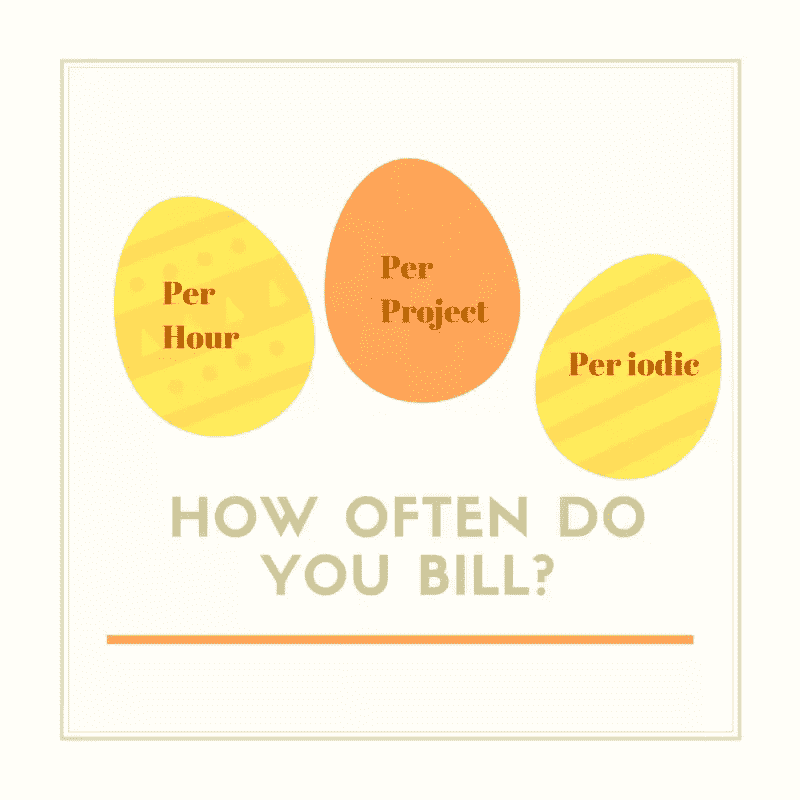 Per
Hour
Per
Project
Per iodic
HOW OFTEN DO
YOU BILL?